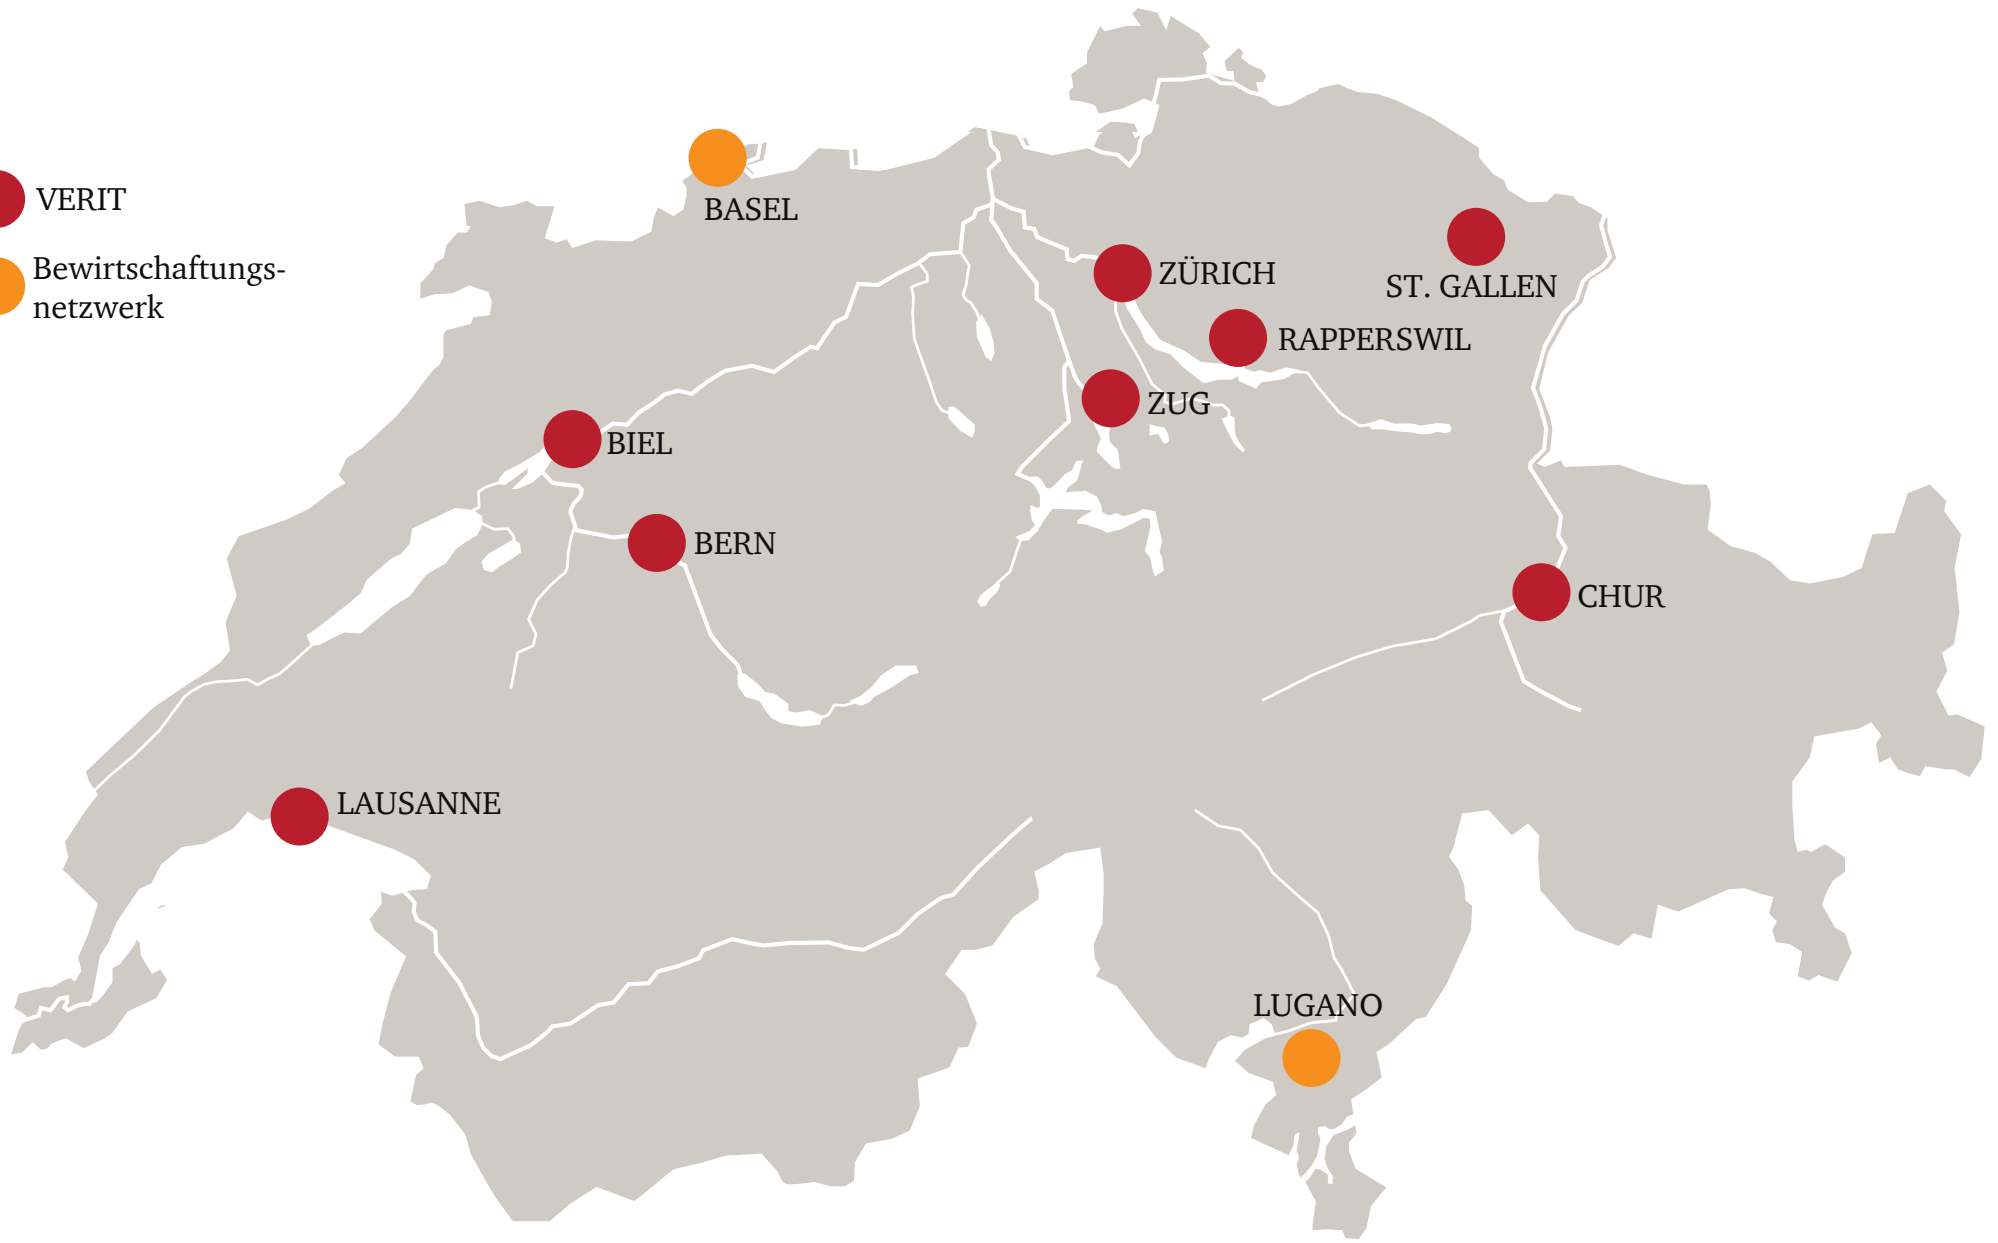 VERIT
Bewirtschaftungs-
netzwerk
BASEL
ZÜRICH
ST. GALLEN
RAPPERSWIL
ZUG
BIEL
BERN
CHUR
LAUSANNE
LUGANO